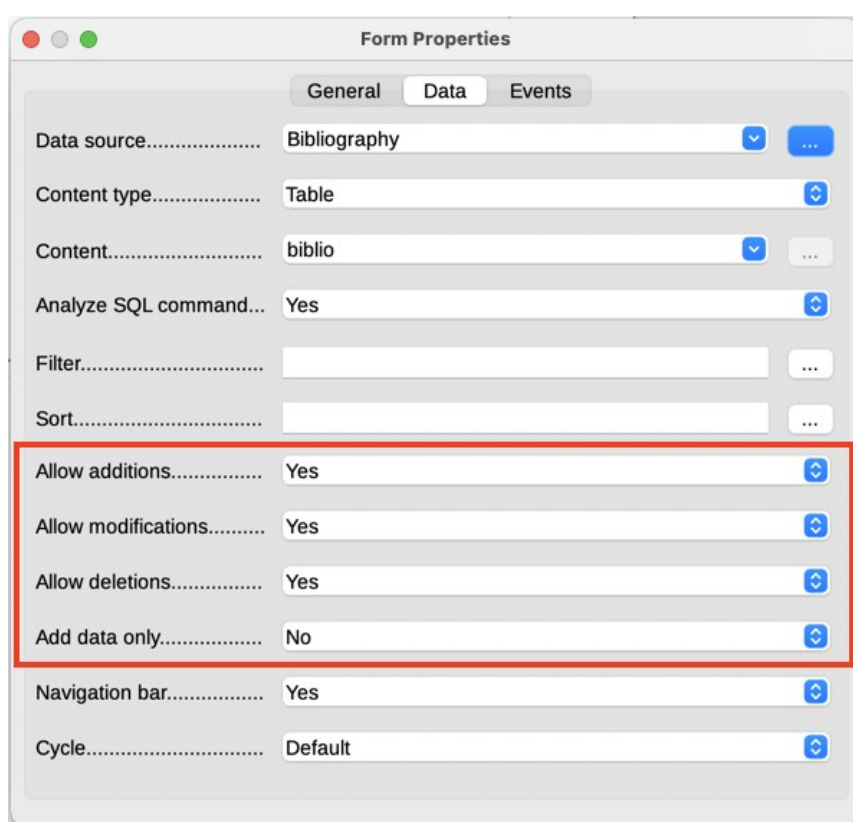 Form Properties
General Data Events
Data source.................... Bibliography ...
Content type................... Table
Content........................... biblio ...
Analyze SQL command... Yes
Filter................................ ...
Sort................................. ...
Allow additions................ Yes
Allow modifications.......... Yes
Allow deletions................ Yes
Add data only.................. No
Navigation bar................. Yes
Cycle............................... Default